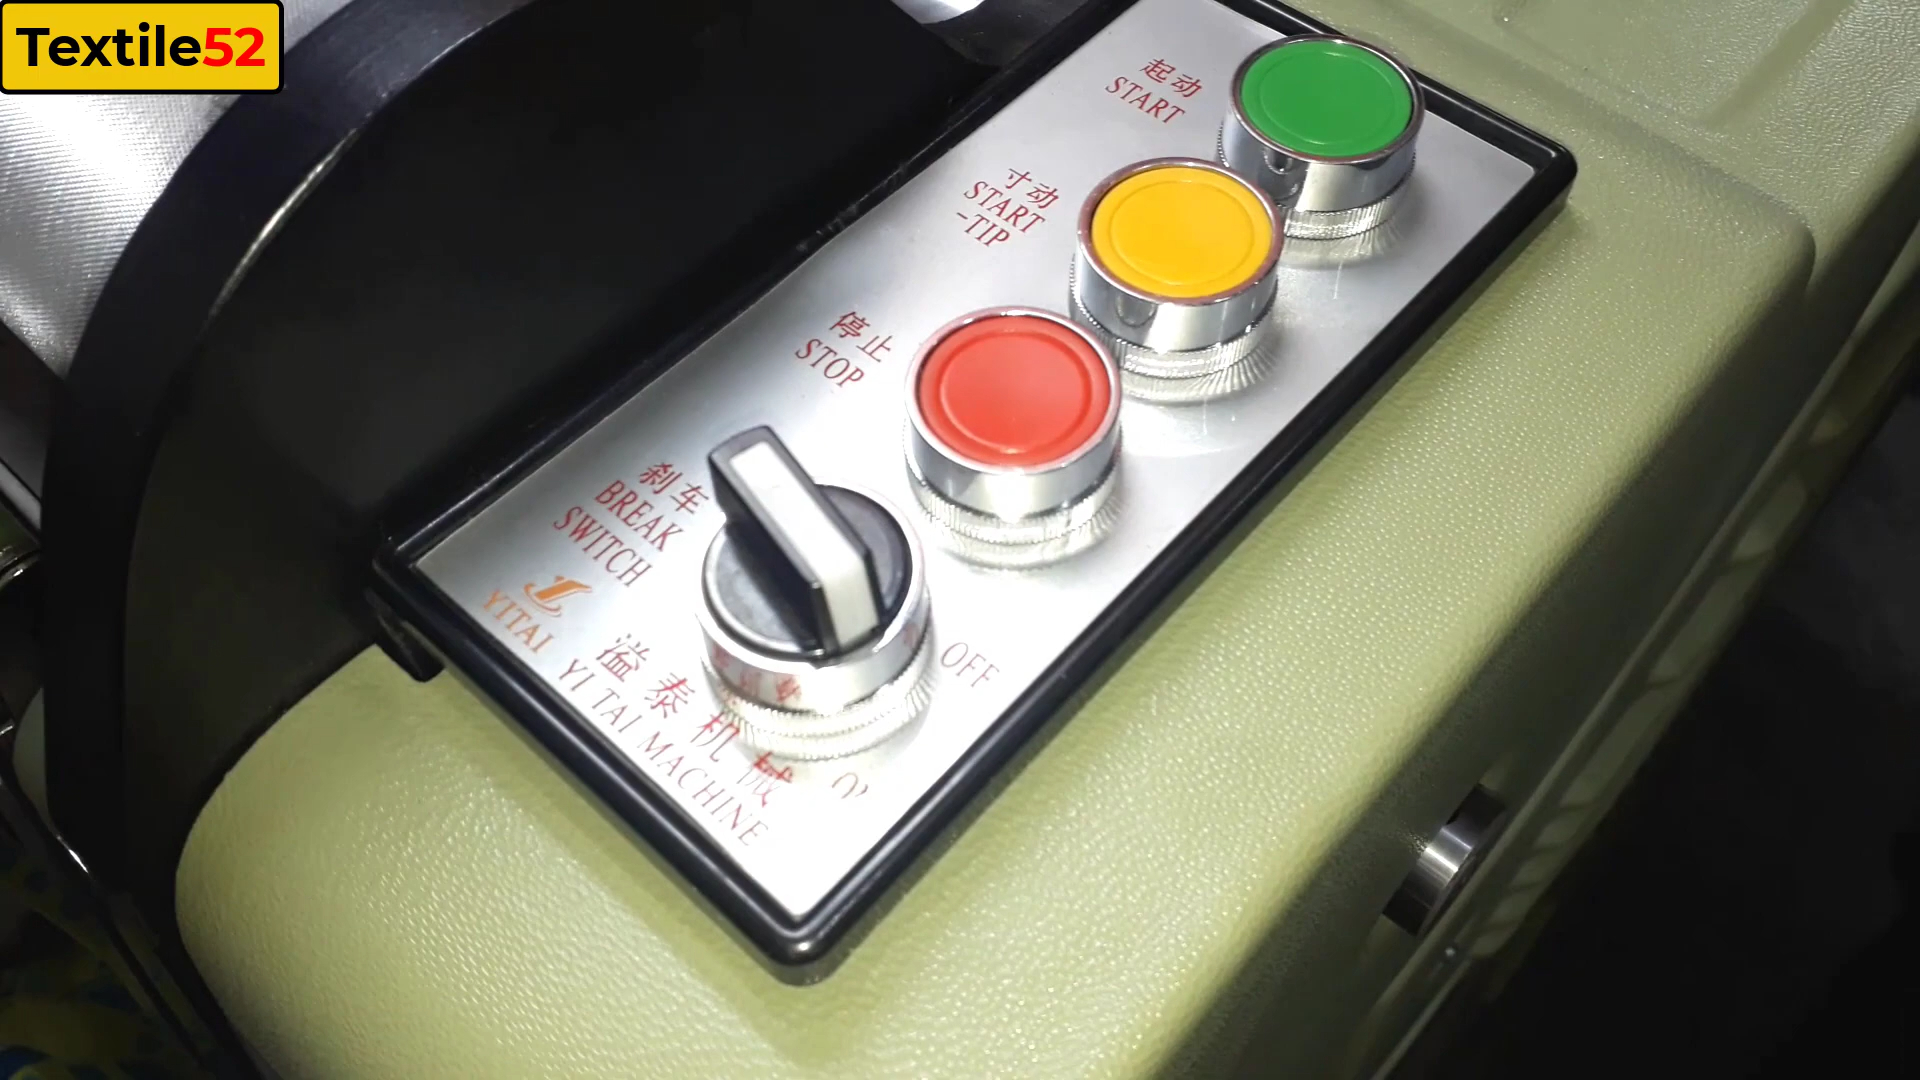 Textile52
起动
START
寸动
START
-TIP
停止
STOP
刹车
BREAK
SWITCH
OFF
YITAI
溢泰机械
YI TAI MACHINE